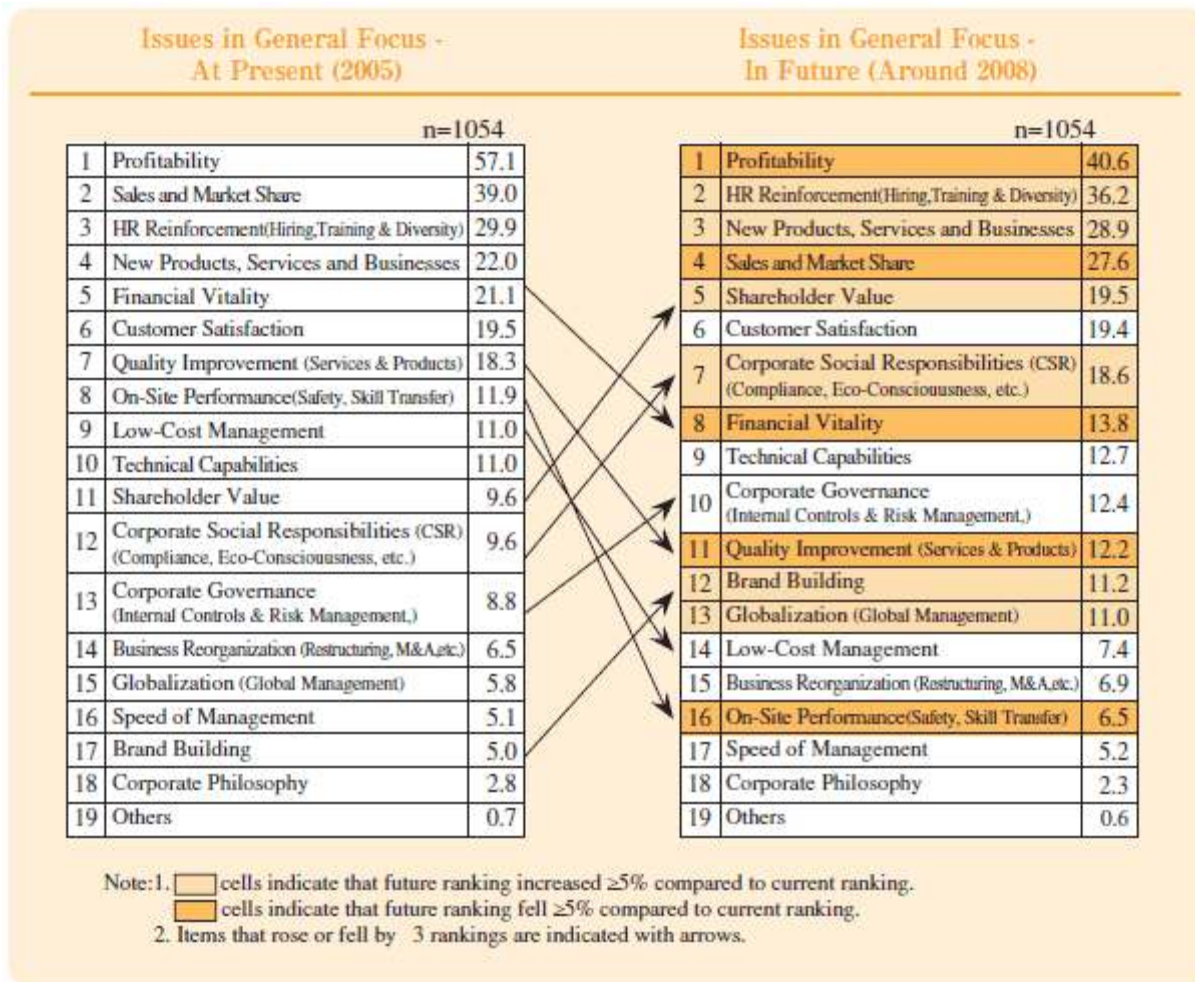 Issues in General Focus -
At Present (2005)
n=1054
1 Profitability 57.1
2 Sales and Market Share 39.0
3 HR Reinforcement(Hiring,Training & Diversity) 29.9
4 New Products, Services and Businesses 22.0
5 Financial Vitality 21.1
6 Customer Satisfaction 19.5
7 Quality Improvement (Services & Products) 18.3
8 On-Site Performance(Safety, Skill Transfer) 11.9
9 Low-Cost Management 11.0
10 Technical Capabilities 11.0
11 Shareholder Value 9.6
12 Corporate Social Responsibilities (CSR) 9.6
(Compliance, Eco-Consciouusness, etc.)
13 Corporate Governance 8.8
(Internal Controls & Risk Management,)
14 Business Reorganization (Restructuring, M&A,etc.) 6.5
15 Globalization (Global Management) 5.8
16 Speed of Management 5.1
17 Brand Building 5.0
18 Corporate Philosophy 2.8
19 Others 0.7
Issues in General Focus -
In Future (Around 2008)
n=1054
1 Profitability 40.6
2 HR Reinforcement(Hiring,Training & Diversity) 36.2
3 New Products, Services and Businesses 28.9
4 Sales and Market Share 27.6
5 Shareholder Value 19.5
6 Customer Satisfaction 19.4
7 Corporate Social Responsibilities (CSR) 18.6
(Compliance, Eco-Consciouusness, etc.)
8 Financial Vitality 13.8
9 Technical Capabilities 12.7
10 Corporate Governance 12.4
(Internal Controls & Risk Management,)
11 Quality Improvement (Services & Products) 12.2
12 Brand Building 11.2
13 Globalization (Global Management) 11.0
14 Low-Cost Management 7.4
15 Business Reorganization (Restructuring, M&A,etc.) 6.9
16 On-Site Performance(Safety, Skill Transfer) 6.5
17 Speed of Management 5.2
18 Corporate Philosophy 2.3
19 Others 0.6
Note:1. cells indicate that future ranking increased ≥5% compared to current ranking.
cells indicate that future ranking fell ≥5% compared to current ranking.
2. Items that rose or fell by 3 rankings are indicated with arrows.